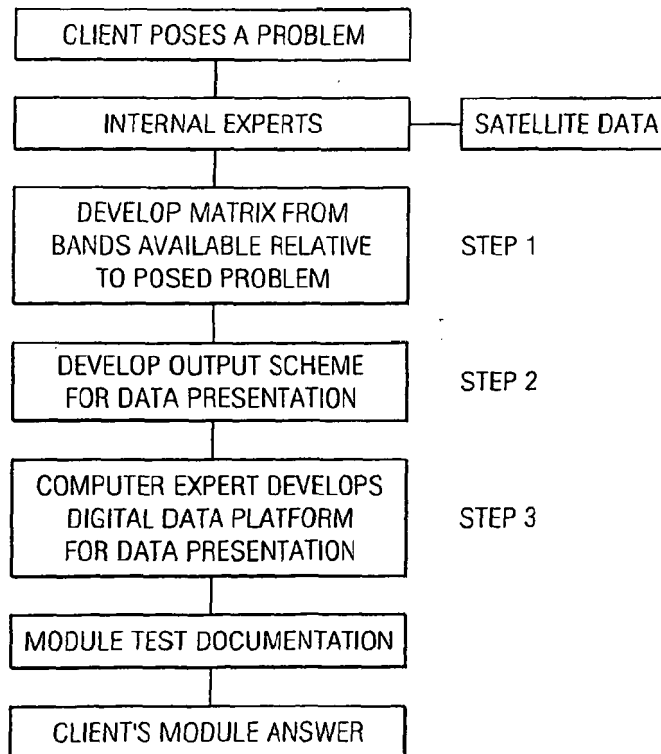 CLIENT POSES A PROBLEM
INTERNAL EXPERTS
SATELLITE DATA
DEVELOP MATRIX FROM
BANDS AVAILABLE RELATIVE
TO POSED PROBLEM
STEP 1
DEVELOP OUTPUT SCHEME
FOR DATA PRESENTATION
STEP 2
COMPUTER EXPERT DEVELOPS
DIGITAL DATA PLATFORM
FOR DATA PRESENTATION
STEP 3
MODULE TEST DOCUMENTATION
CLIENT'S MODULE ANSWER